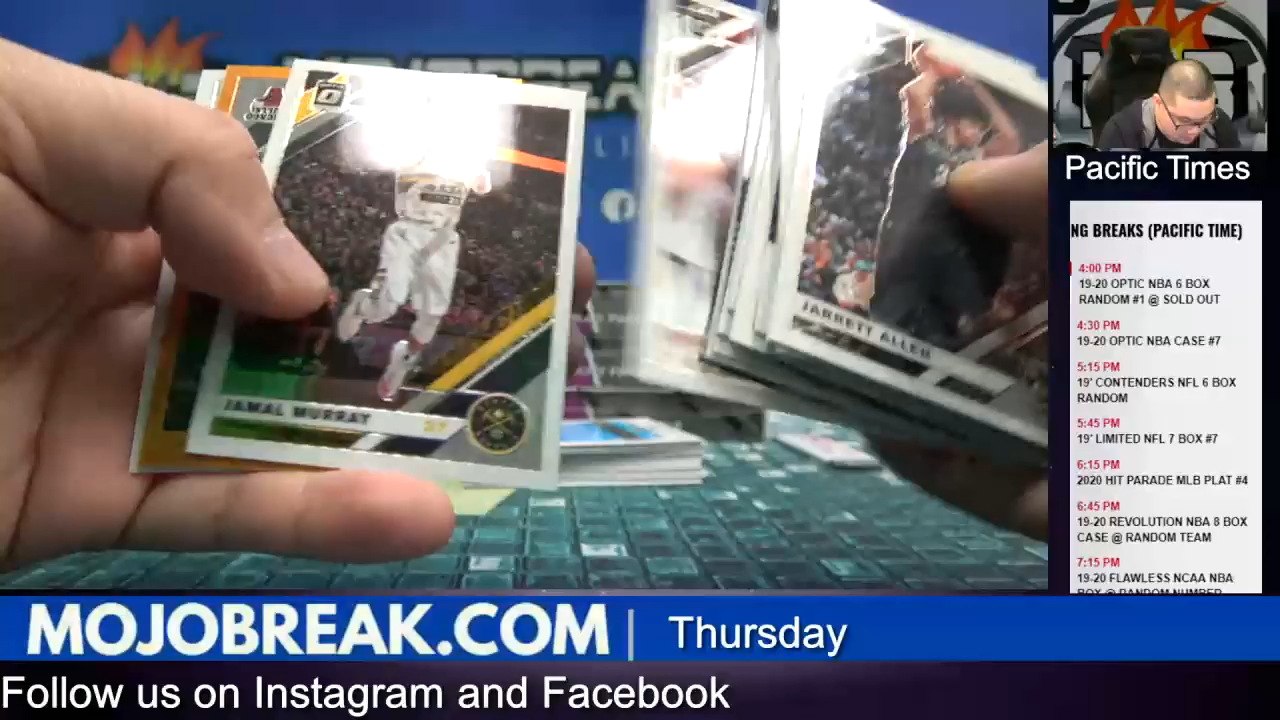 JAMAL MURRAY
27
JARRETT ALLEN
Pacific Times
NG BREAKS (PACIFIC TIME)
4:00 PM
19-20 OPTIC NBA 6 BOX
RANDOM #1 @ SOLD OUT
4:30 PM
19-20 OPTIC NBA CASE #7
5:15 PM
19' CONTENDERS NFL 6 BOX
RANDOM
5:45 PM
19' LIMITED NFL 7 BOX #7
6:15 PM
2020 HIT PARADE MLB PLAT #4
6:45 PM
19-20 REVOLUTION NBA 8 BOX
CASE @ RANDOM TEAM
7:15 PM
19-20 FLAWLESS NCAA NBA
BOX @ RANDOM NUMBER
MOJOBREAK.COM | Thursday
Follow us on Instagram and Facebook